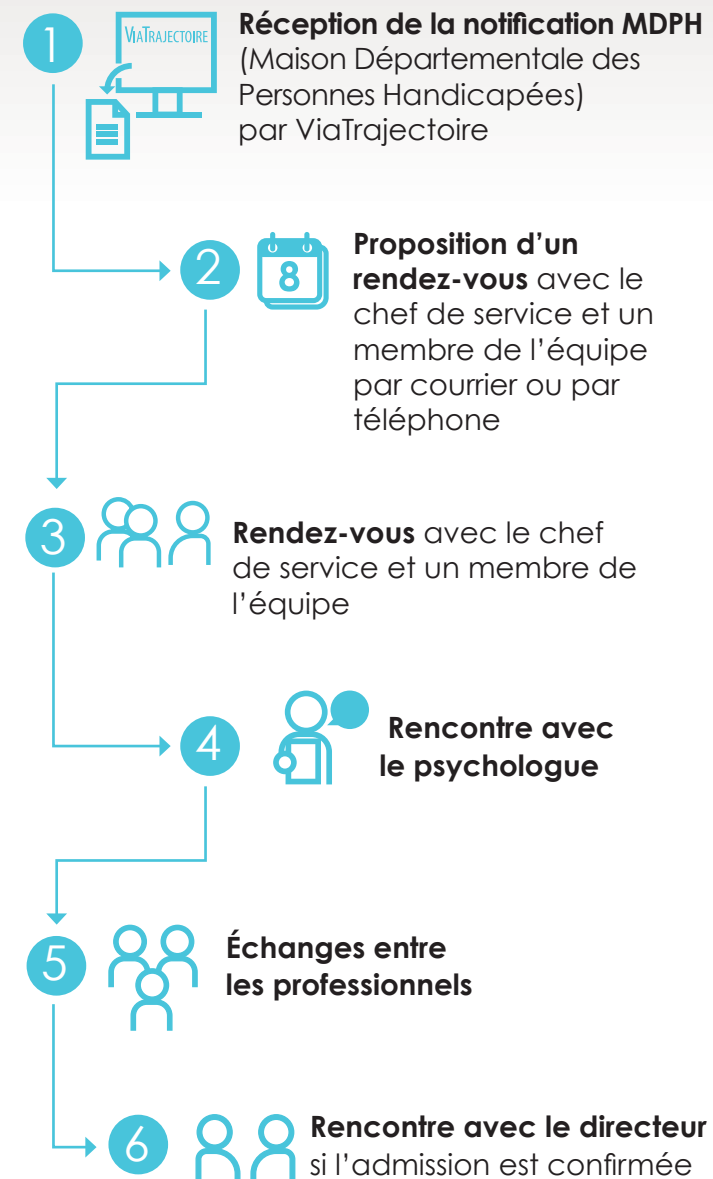 1
VIATRAJECTOIRE
Réception de la notification MDPH
(Maison Départementale des
Personnes Handicapées)
par ViaTrajectoire
2
8
Proposition d’un
rendez-vous avec le
chef de service et un
membre de l’équipe
par courrier ou par
téléphone
3
Rendez-vous avec le chef
de service et un membre de
l’équipe
4
Rencontre avec
le psychologue
5
Échanges entre
les professionnels
6
Rencontre avec le directeur
si l’admission est confirmée